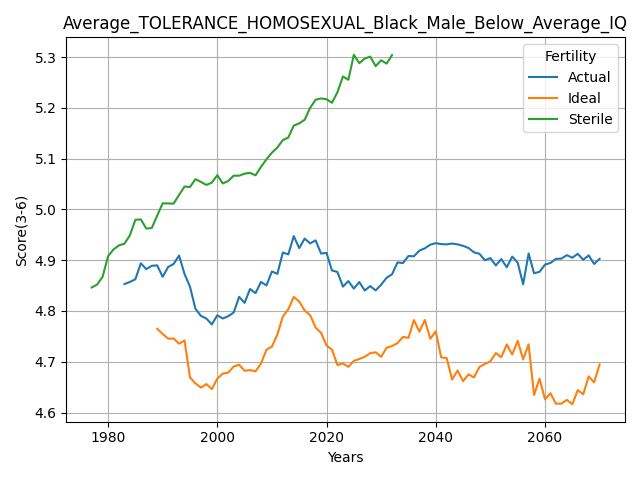 Average_TOLERANCE_HOMOSEXUAL_Black_Male_Below_Average_IQ
Fertility
Actual
Ideal
Sterile
5.3
5.2
5.1
5.0
4.9
4.8
4.7
4.6
Score(3-6)
1980
2000
2020
2040
2060
Years